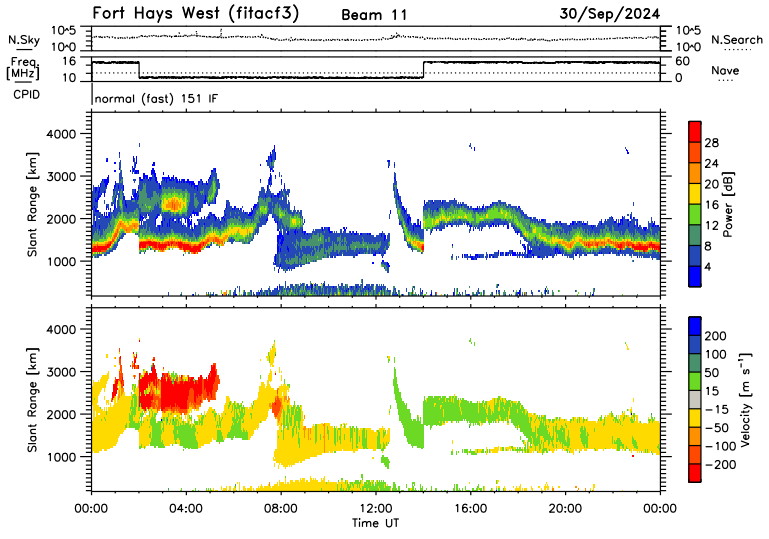 Fort Hays West (fitacf3) Beam 11 30/Sep/2024
N.Sky 10^5 10^0 10^5 10^0 N.Search
Freq. [MHz] 16 10 60 0 Nave
CPID normal (fast) 151 IF
Slant Range [km] 4000 3000 2000 1000
28 24 20 16 12 8 4 Power [dB]
Slant Range [km] 4000 3000 2000 1000
200 100 50 15 -15 -50 -100 -200 Velocity [m s⁻¹]
00:00 04:00 08:00 12:00 16:00 20:00 00:00
Time UT